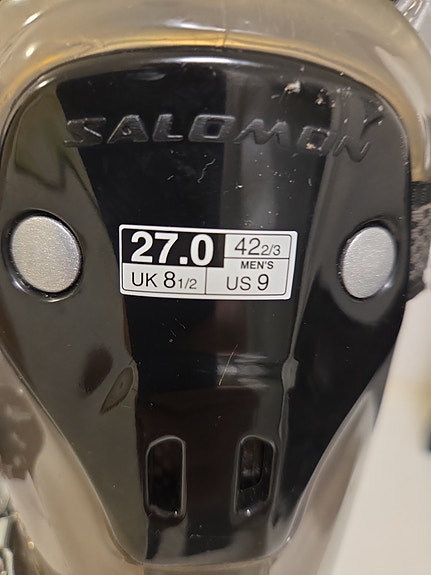 SALOMON
27.0 42 2/3
MEN'S
UK 8 1/2 US 9